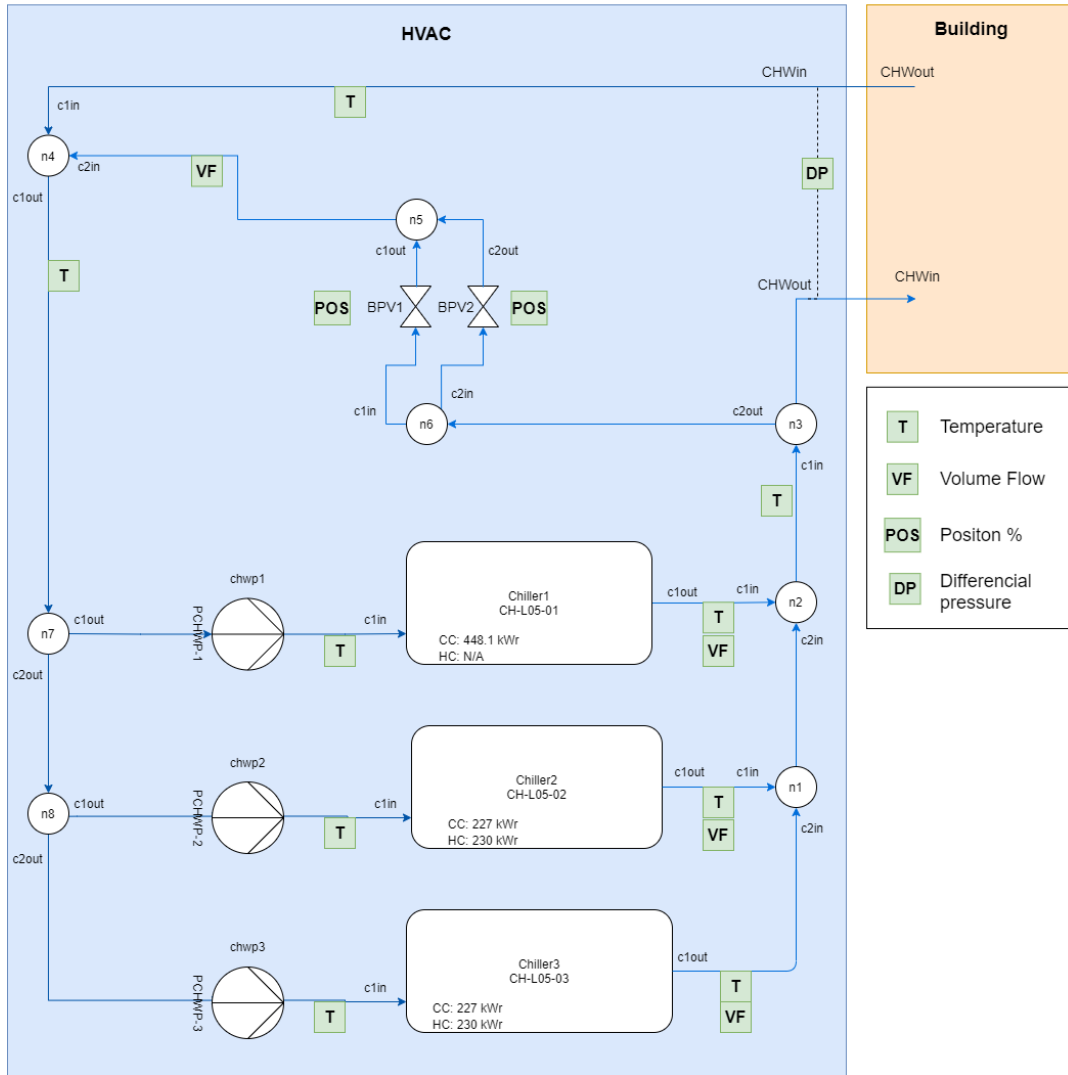 HVAC
Building
CHWin
CHWout
c1in
T
n4
c2in
VF
DP
c1out
n5
c1out
c2out
T
CHWout
CHWin
POS
BPV1
BPV2
POS
c1in
c2in
n6
c2out
n3
c1in
T
T
Temperature
VF
Volume Flow
POS
Positon %
DP
Differencial
pressure
chwp1
PCHWP-1
n7
c1out
c1in
T
Chiller1
CH-L05-01
CC: 448.1 kWr
HC: N/A
c1out
c1in
T
VF
n2
c2in
c2out
chwp2
PCHWP-2
n8
c1out
c1in
T
Chiller2
CH-L05-02
CC: 227 kWr
HC: 230 kWr
c1out
c1in
T
VF
n1
c2in
c2out
chwp3
PCHWP-3
c1in
T
Chiller3
CH-L05-03
CC: 227 kWr
HC: 230 kWr
c1out
T
VF